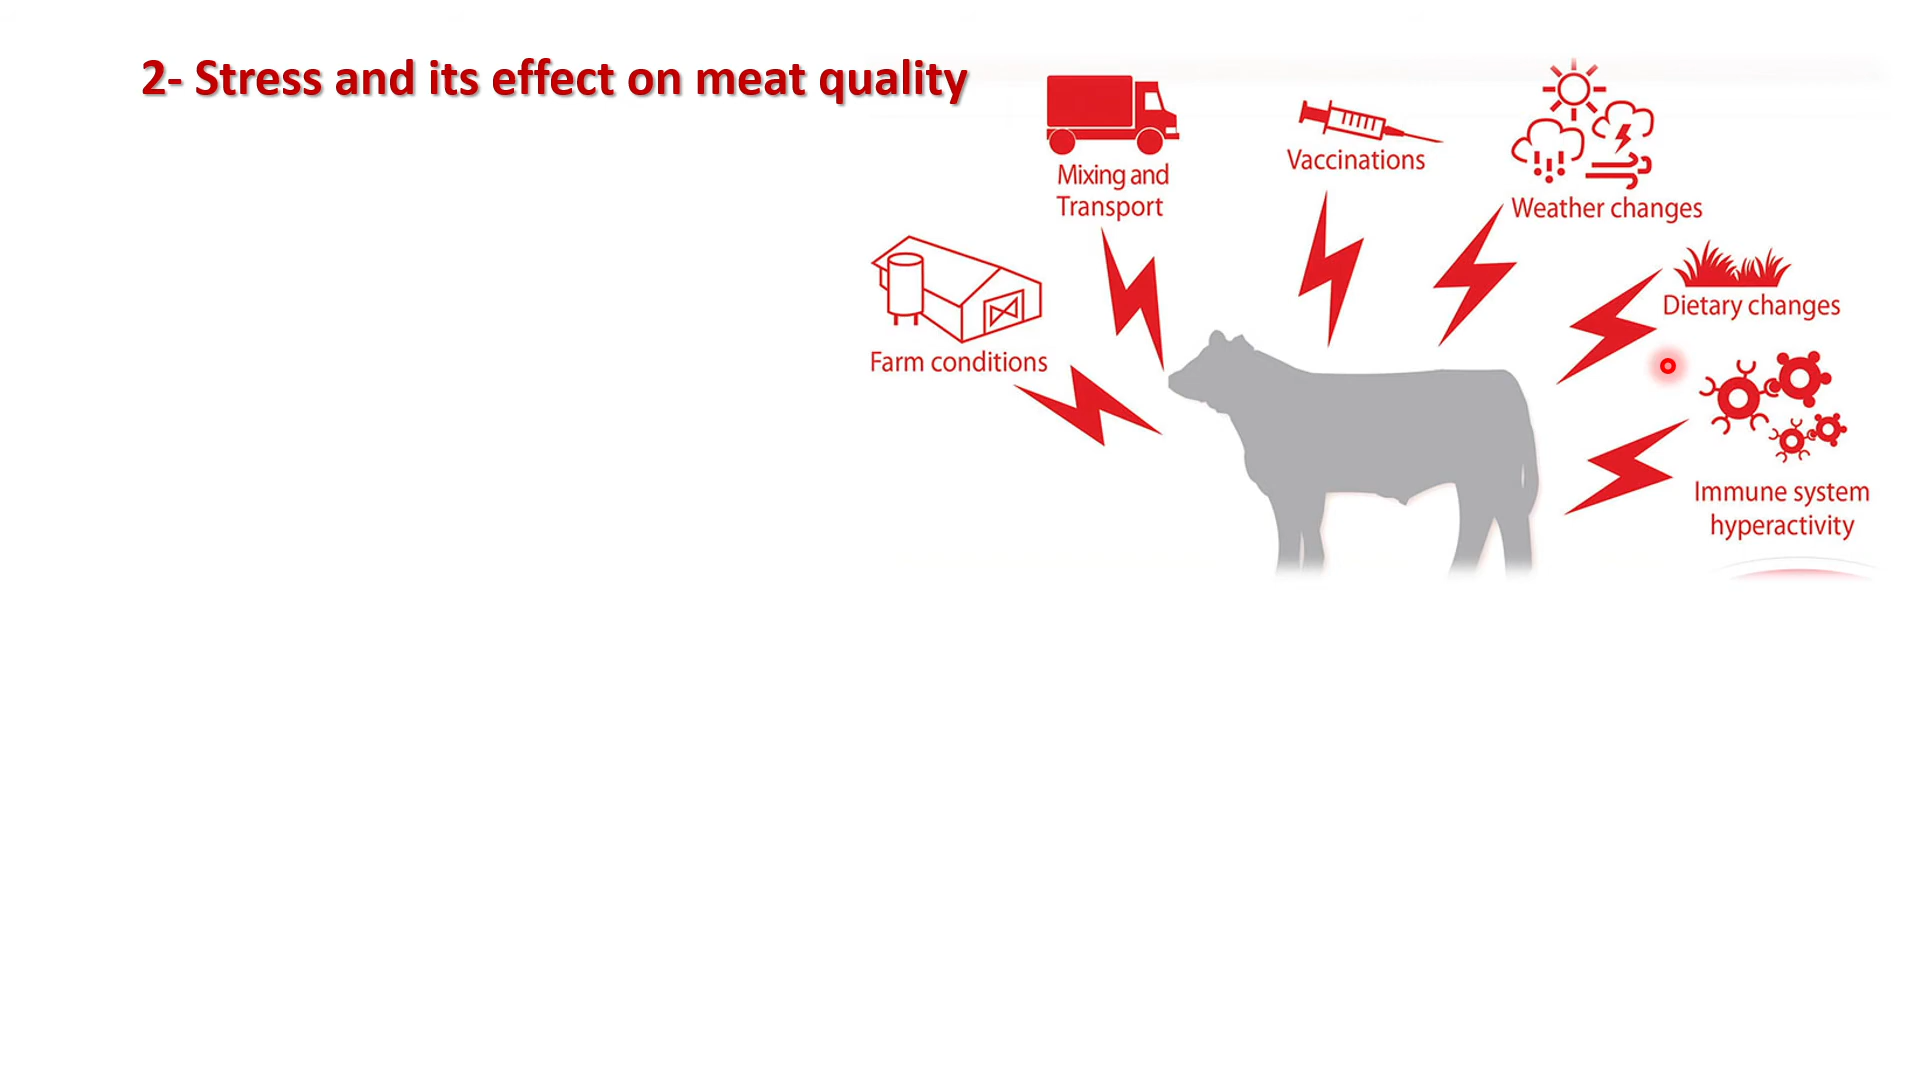 2- Stress and its effect on meat quality
Mixing and
Transport
Vaccinations
Weather changes
Farm conditions
Dietary changes
Immune system
hyperactivity